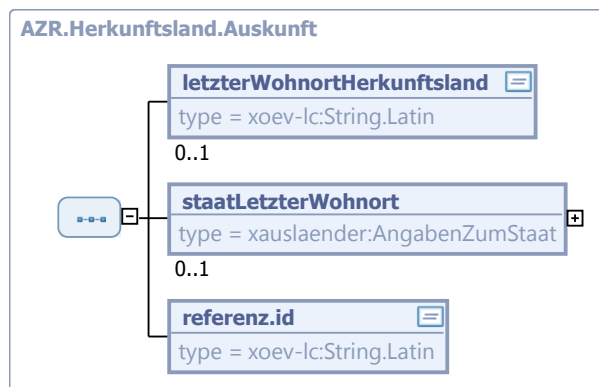 AZR.Herkunftsland.Auskunft
letzterWohnortHerkunftsland
type = xoev-lc:String.Latin
0..1
staatLetzterWohnort
type = xauslaender:AngabenZumStaat
0..1
referenz.id
type = xoev-lc:String.Latin